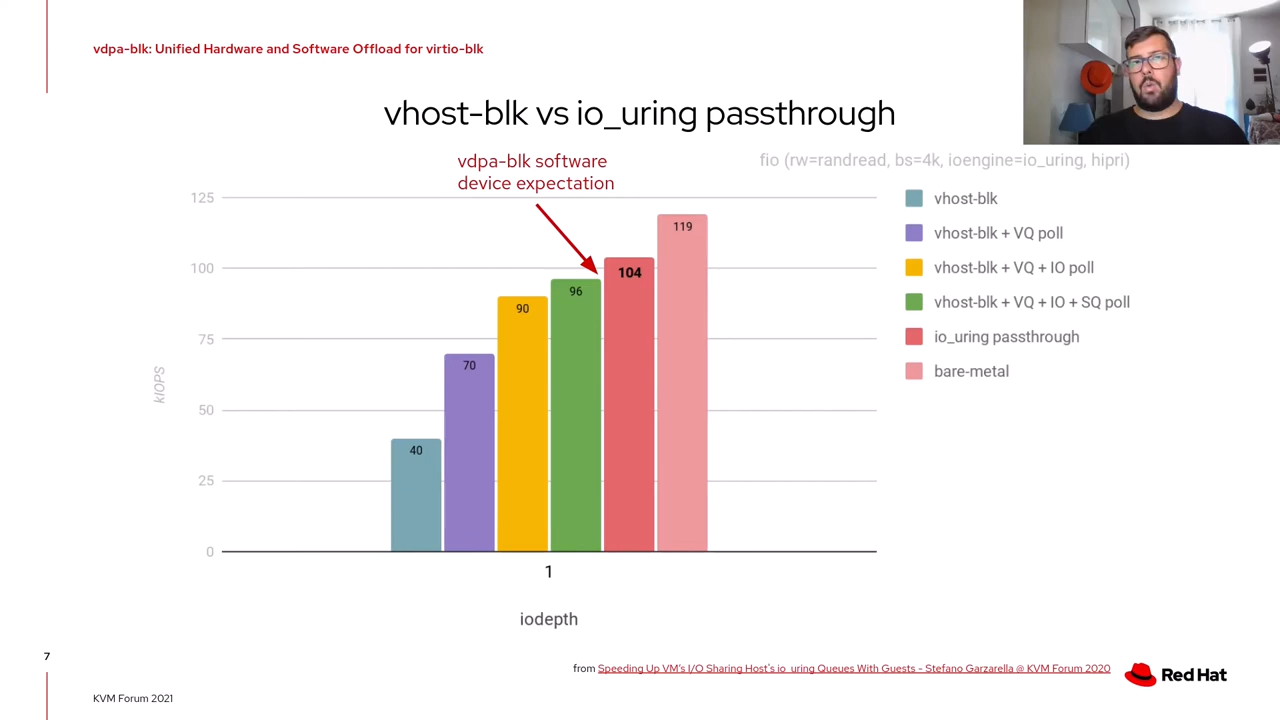 vdpa-blk: Unified Hardware and Software Offload for virtio-blk
vhost-blk vs io_uring passthrough
vdpa-blk software
device expectation
fio (rw=randread, bs=4k, ioengine=io_uring, hipri)
125
100
75
50
25
0
kIOPS
40
70
90
96
104
119
1
iodepth
vhost-blk
vhost-blk + VQ poll
vhost-blk + VQ + IO poll
vhost-blk + VQ + IO + SQ poll
io_uring passthrough
bare-metal
7
from Speeding Up VM's I/O Sharing Host's io_uring Queues With Guests - Stefano Garzarella @ KVM Forum 2020
Red Hat
KVM Forum 2021